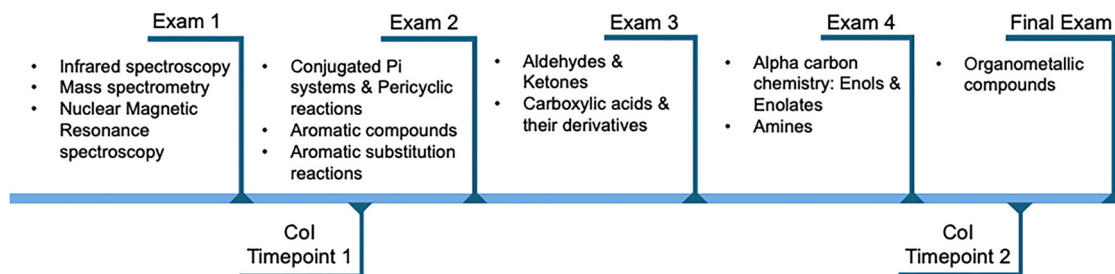 Exam 1
Exam 2
Exam 3
Exam 4
Final Exam
• Infrared spectroscopy
• Mass spectrometry
• Nuclear Magnetic
Resonance
spectroscopy
• Conjugated Pi
systems & Pericyclic
reactions
• Aromatic compounds
• Aromatic substitution
reactions
• Aldehydes &
Ketones
• Carboxylic acids &
their derivatives
• Alpha carbon
chemistry: Enols &
Enolates
• Amines
• Organometallic
compounds
CoI
Timepoint 1
CoI
Timepoint 2